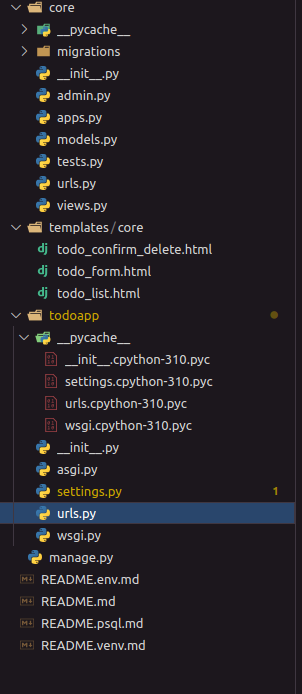 core
__pycache__
migrations
__init__.py
admin.py
apps.py
models.py
tests.py
urls.py
views.py
templates/core
dj todo_confirm_delete.html
dj todo_form.html
dj todo_list.html
todoapp
__pycache__
__init__.cpython-310.pyc
settings.cpython-310.pyc
urls.cpython-310.pyc
wsgi.cpython-310.pyc
__init__.py
asgi.py
settings.py 1
urls.py
wsgi.py
manage.py
README.env.md
README.md
README.psql.md
README.venv.md